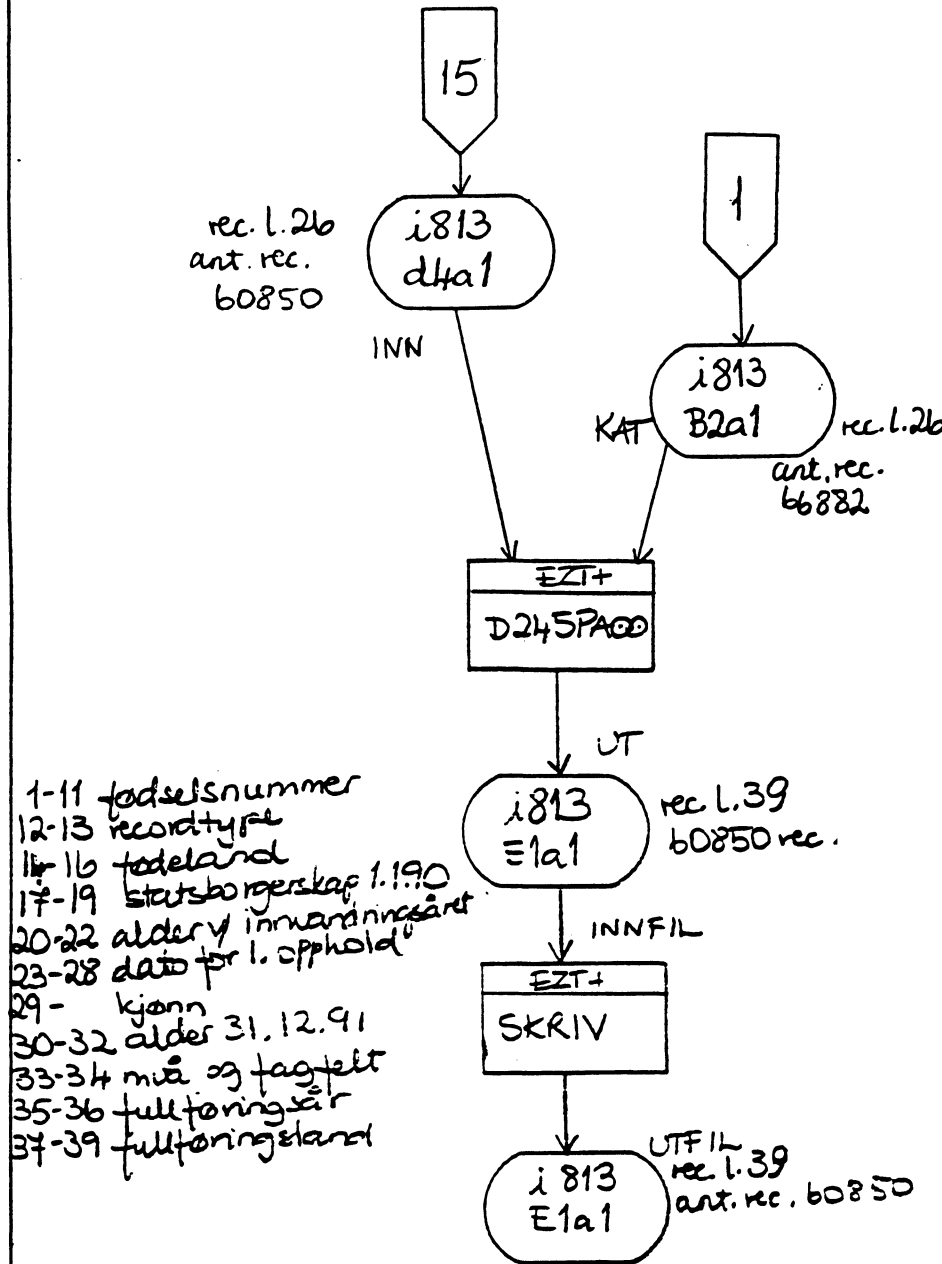 15
1
rec. l. 26
ant. rec.
60850
i813
d4a1
INN
i813
B2a1
KAT
rec. l. 26
ant. rec.
66882
EZT+
D245PA00
UT
i813
E1a1
rec l. 39
60850 rec.
1-11 fødselsnummer
12-13 recordtype
14-16 fødeland
17-19 statsborgerskap 1.1.90
20-22 alder v/ innvandringsåret
23-28 dato for 1. opphold
29- kjønn
30-32 alder 31.12.91
33-34 nivå og fagfelt
35-36 fullføringsår
37-39 fullføringsland
INNFIL
EZT+
SKRIV
UTFIL
i 813
E1a1
rec. l. 39
ant. rec. 60850